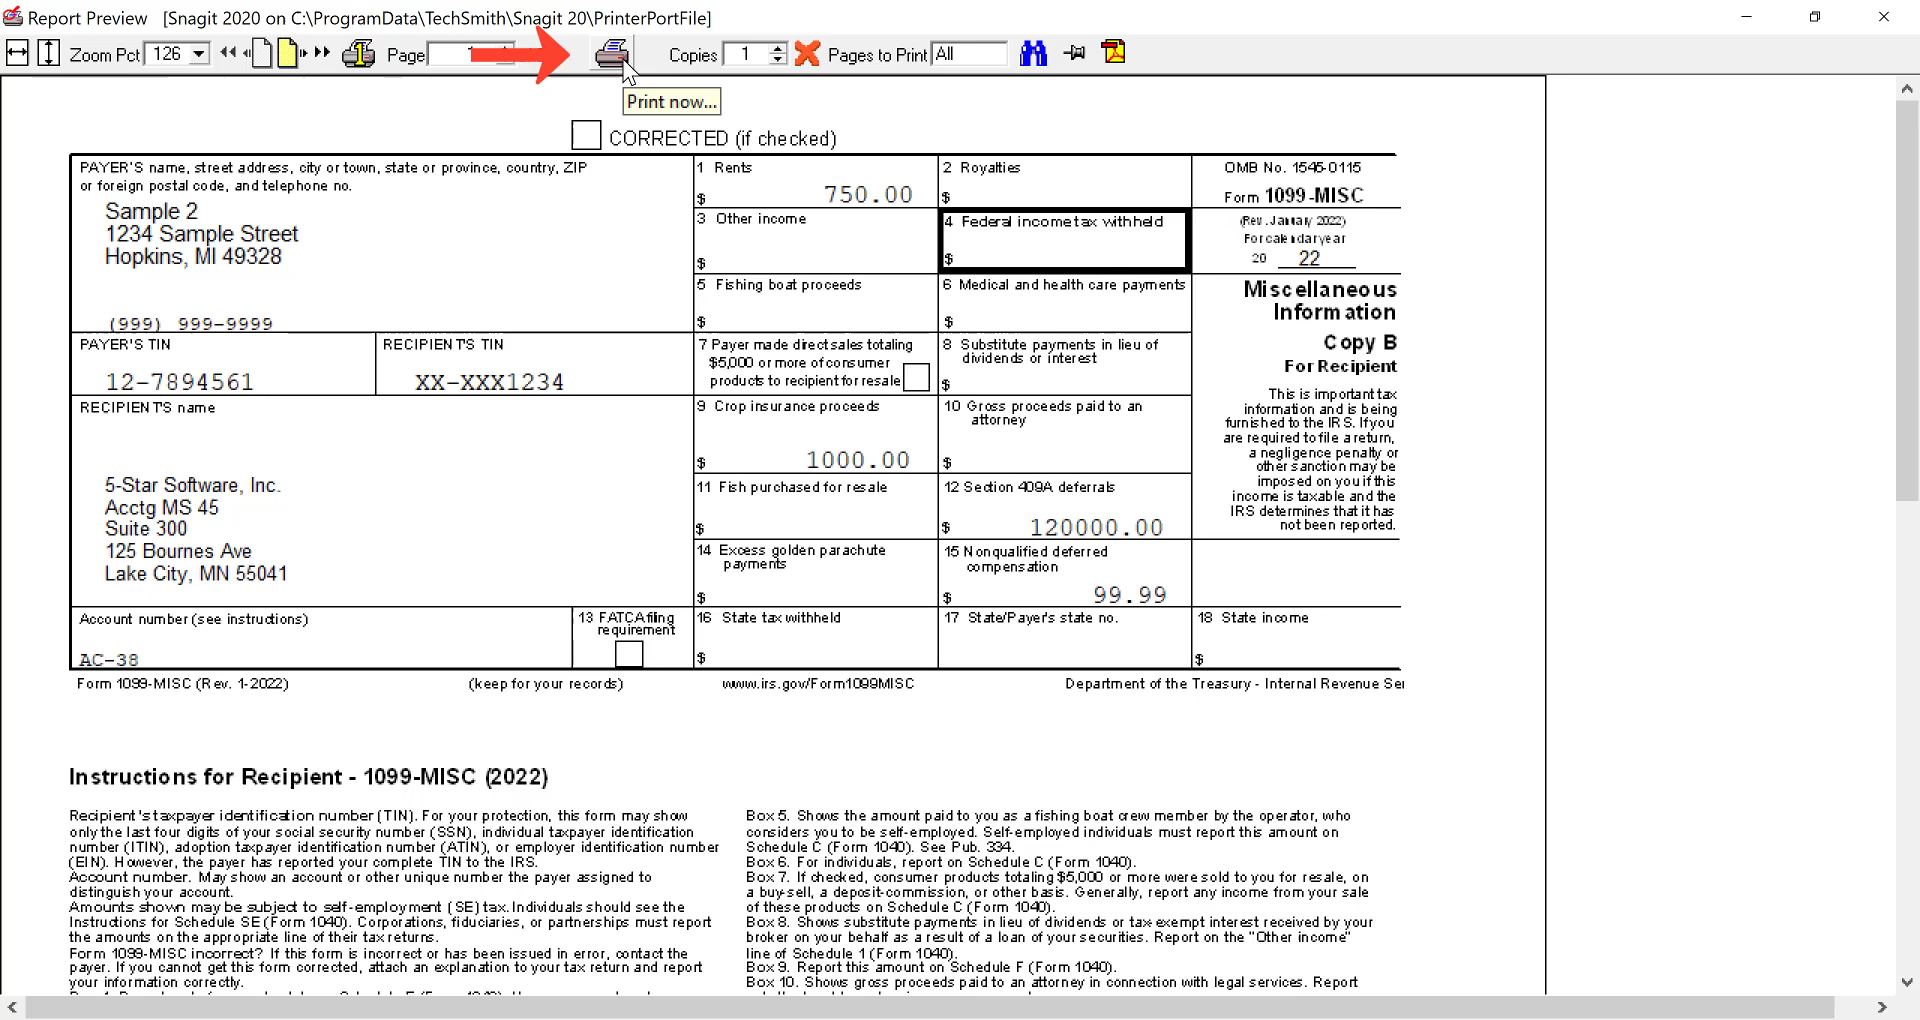 Report Preview [Snagit 2020 on C:\ProgramData\TechSmith\Snagit 20\PrinterPortFile]
Zoom Pct 126 Page Copies 1 Pages to Print All
Print now...
CORRECTED (if checked)
PAYER'S name, street address, city or town, state or province, country, ZIP
or foreign postal code, and telephone no.
Sample 2
1234 Sample Street
Hopkins, MI 49328
(999) 999-9999
1 Rents
$ 750.00
2 Royalties
$
OMB No. 1545-0115
Form 1099-MISC
(Rev. January 2022)
For calendar year
20 22
3 Other income
$
4 Federal income tax withheld
$
5 Fishing boat proceeds
$
6 Medical and health care payments
$
Miscellaneous
Information
Copy B
For Recipient
PAYER'S TIN
12-7894561
RECIPIENT'S TIN
XX-XXX1234
7 Payer made direct sales totaling
$5,000 or more of consumer
products to recipient for resale
8 Substitute payments in lieu of
dividends or interest
$
This is important tax
information and is being
furnished to the IRS. If you
are required to file a return,
a negligence penalty or
other sanction may be
imposed on you if this
income is taxable and the
IRS determines that it has
not been reported.
RECIPIENT'S name
5-Star Software, Inc.
Acctg MS 45
Suite 300
125 Bournes Ave
Lake City, MN 55041
9 Crop insurance proceeds
$ 1000.00
10 Gross proceeds paid to an
attorney
$
11 Fish purchased for resale
$
12 Section 409A deferrals
$ 120000.00
14 Excess golden parachute
payments
$
15 Nonqualified deferred
compensation
$ 99.99
Account number (see instructions)
AC-38
13 FATCA filing
requirement
16 State tax withheld
$
17 State/Payer's state no.
18 State income
$
Form 1099-MISC (Rev. 1-2022) (keep for your records) www.irs.gov/Form1099MISC Department of the Treasury - Internal Revenue Ser
Instructions for Recipient - 1099-MISC (2022)
Recipient's taxpayer identification number (TIN). For your protection, this form may show
only the last four digits of your social security number (SSN), individual taxpayer identification
number (ITIN), adoption taxpayer identification number (ATIN), or employer identification number
(EIN). However, the payer has reported your complete TIN to the IRS.
Account number. May show an account or other unique number the payer assigned to
distinguish your account.
Amounts shown may be subject to self-employment (SE) tax. Individuals should see the
Instructions for Schedule SE (Form 1040). Corporations, fiduciaries, or partnerships must report
the amounts on the appropriate line of their tax returns.
Form 1099-MISC incorrect? If this form is incorrect or has been issued in error, contact the
payer. If you cannot get this form corrected, attach an explanation to your tax return and report
your information correctly.
Box 5. Shows the amount paid to you as a fishing boat crew member by the operator, who
considers you to be self-employed. Self-employed individuals must report this amount on
Schedule C (Form 1040). See Pub. 334.
Box 6. For individuals, report on Schedule C (Form 1040).
Box 7. If checked, consumer products totaling $5,000 or more were sold to you for resale, on
a buy-sell, a deposit-commission, or other basis. Generally, report any income from your sale
of these products on Schedule C (Form 1040).
Box 8. Shows substitute payments in lieu of dividends or tax-exempt interest received by your
broker on your behalf as a result of a loan of your securities. Report on the "Other income"
line of Schedule 1 (Form 1040).
Box 9. Report this amount on Schedule F (Form 1040).
Box 10. Shows gross proceeds paid to an attorney in connection with legal services. Report